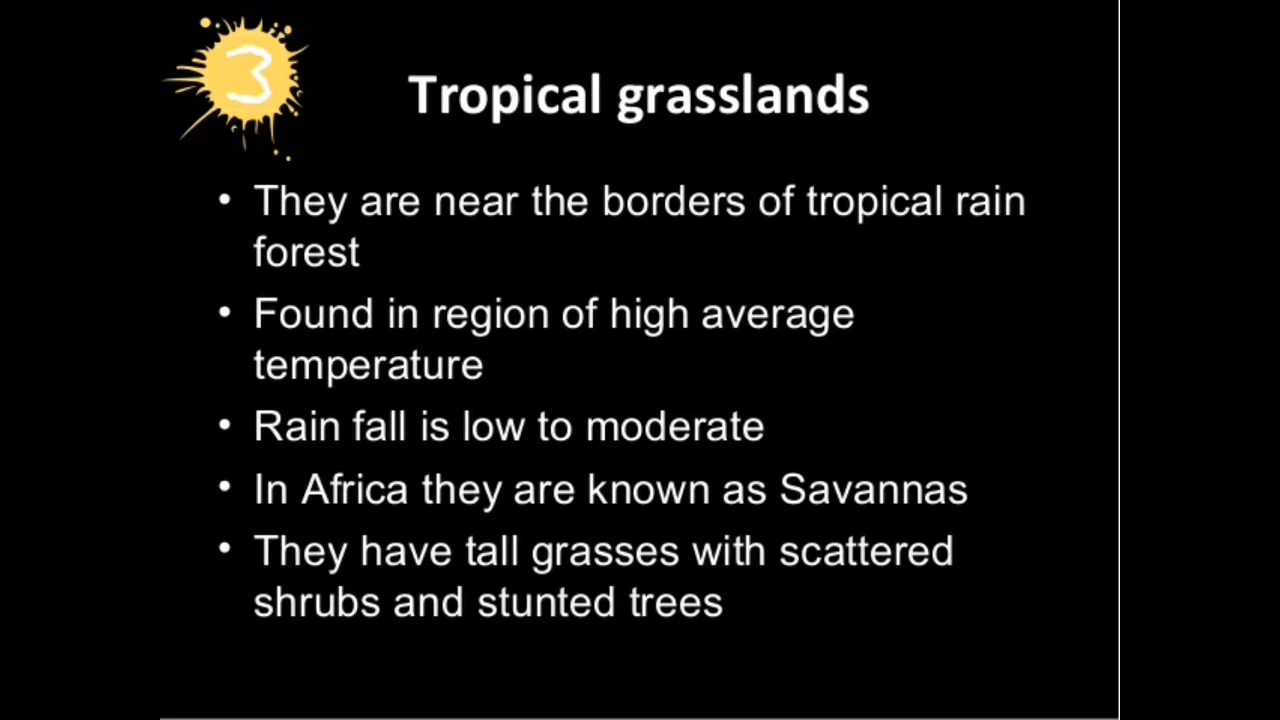 3
Tropical grasslands
• They are near the borders of tropical rain
forest
• Found in region of high average
temperature
• Rain fall is low to moderate
• In Africa they are known as Savannas
• They have tall grasses with scattered
shrubs and stunted trees